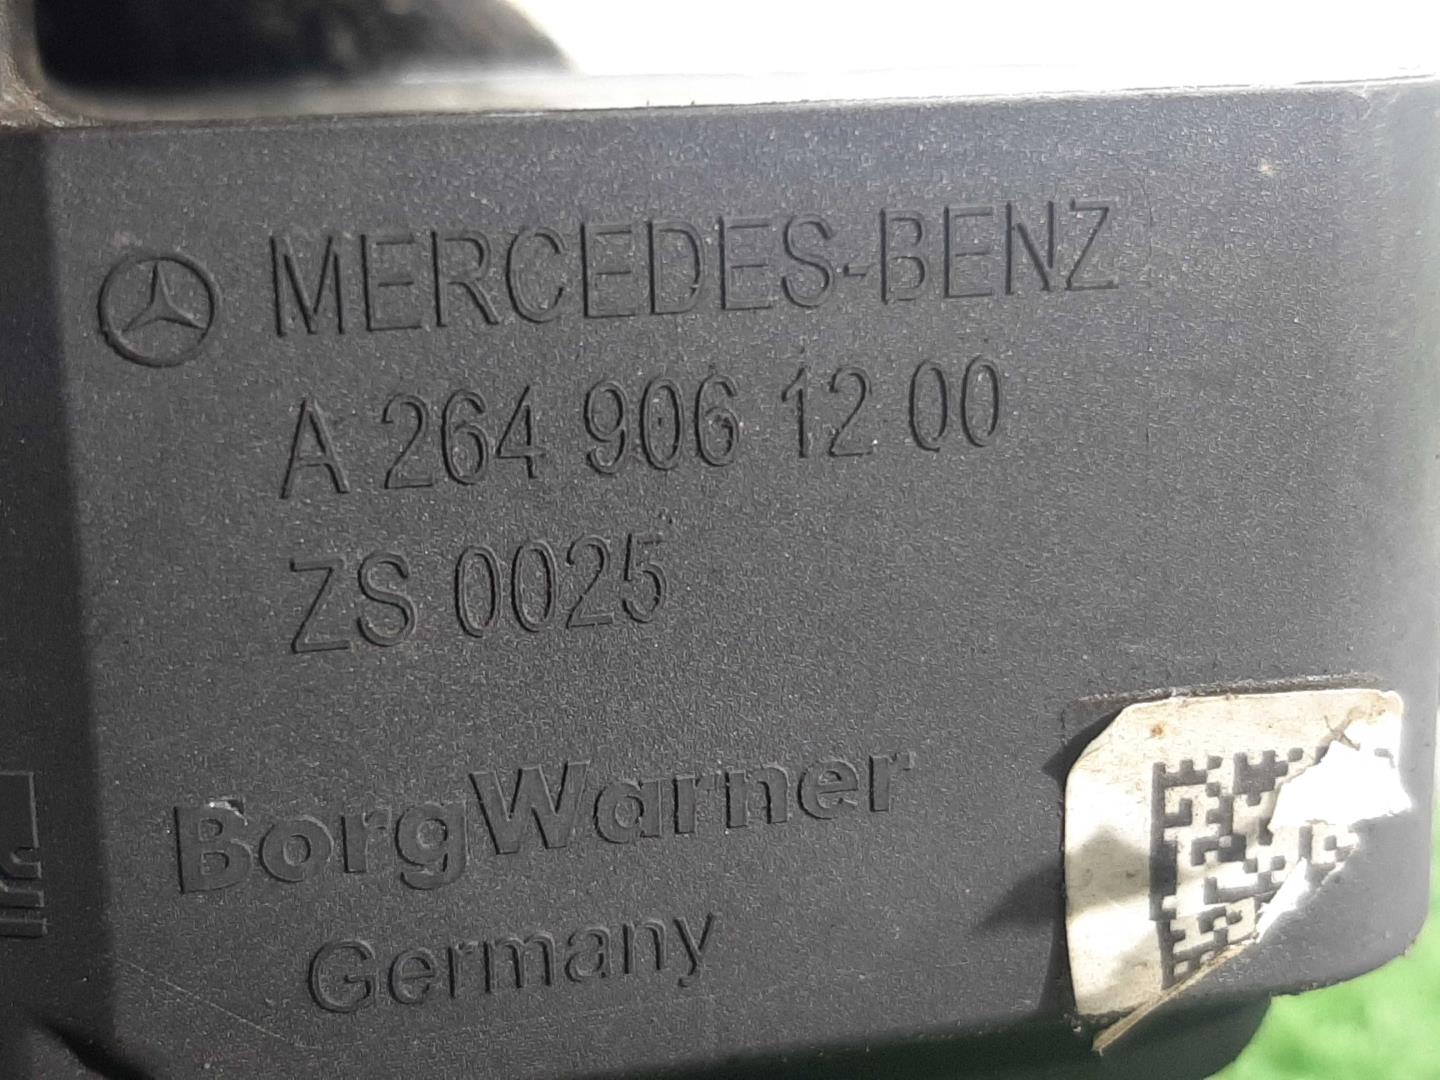 MERCEDES-BENZ
A 264 906 12 00
ZS 0025
BorgWarner
Germany